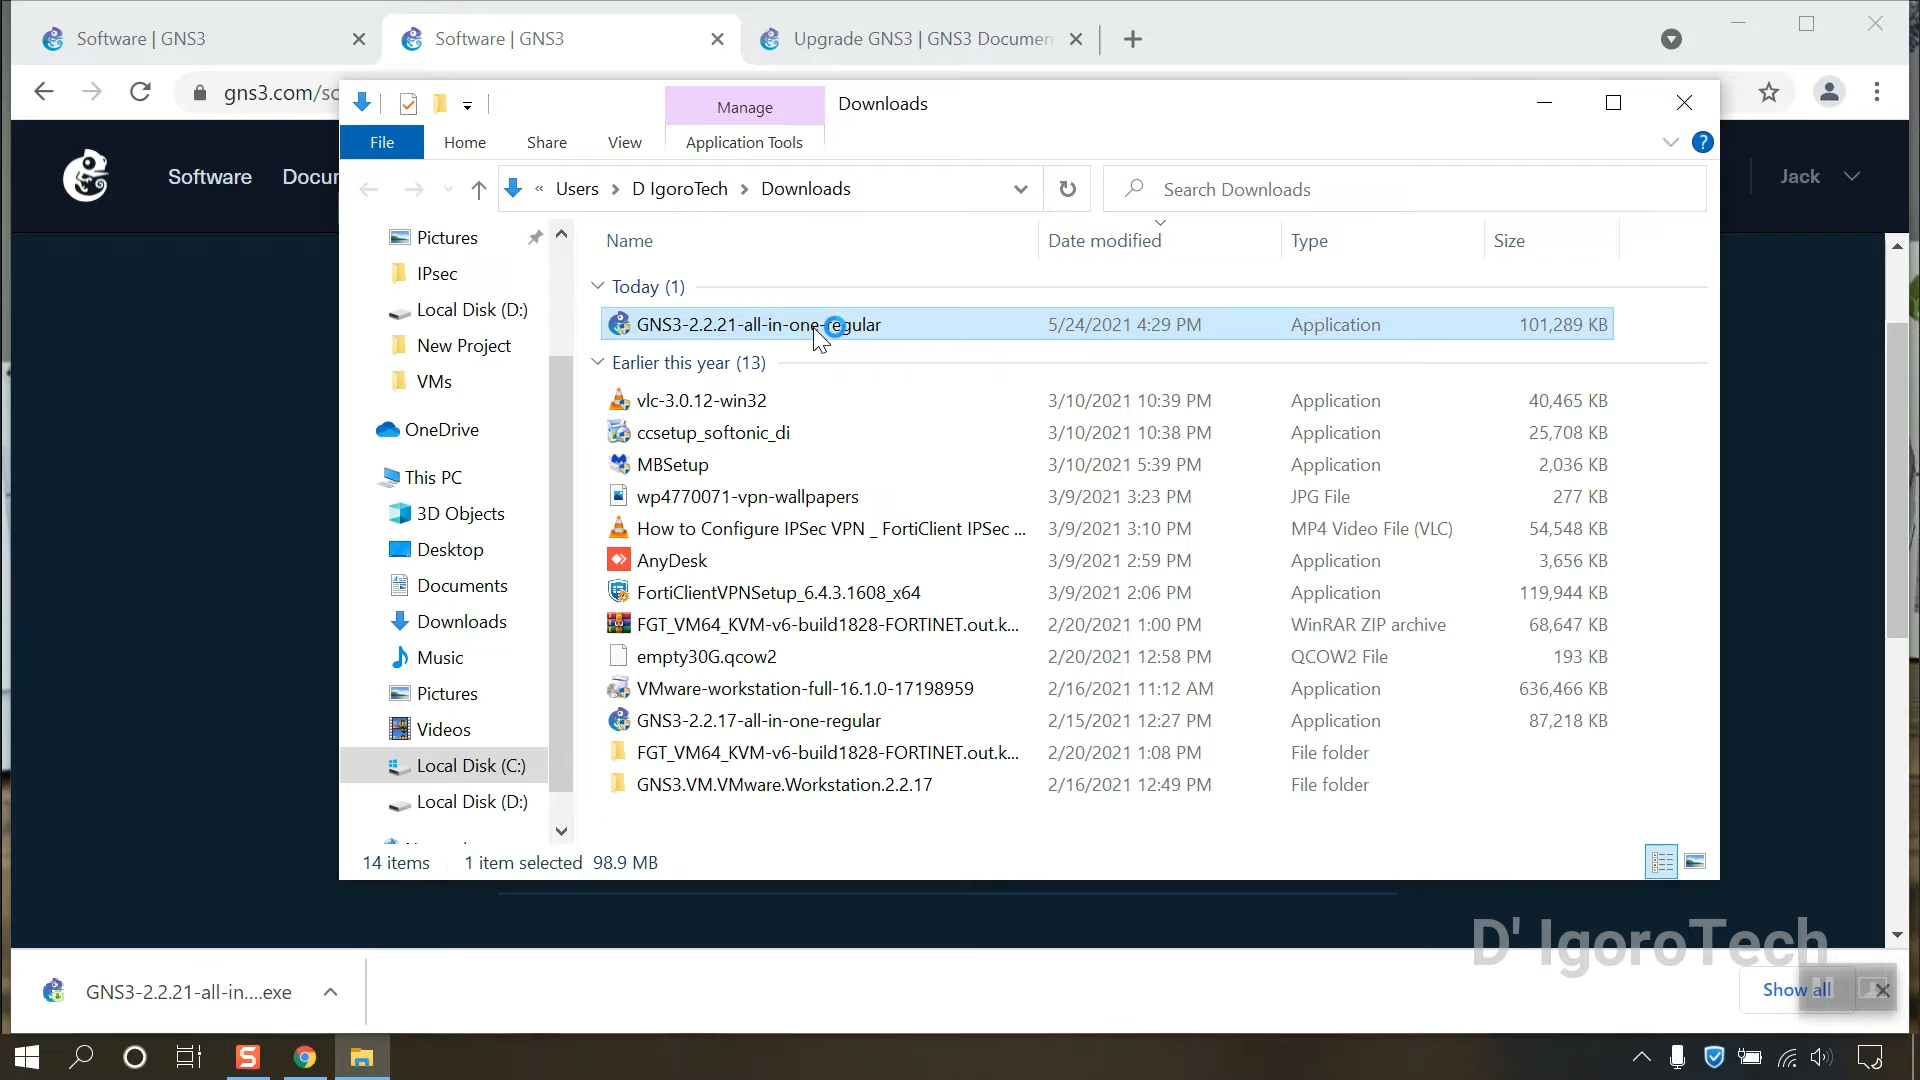 Software | GNS3
Software | GNS3
Upgrade GNS3 | GNS3 Documen
gns3.com/so
Software
Docur
Jack
Manage
Downloads
File
Home
Share
View
Application Tools
« Users > D IgoroTech > Downloads
Search Downloads
Name
Date modified
Type
Size
Pictures
IPsec
Local Disk (D:)
New Project
VMs
OneDrive
This PC
3D Objects
Desktop
Documents
Downloads
Music
Pictures
Videos
Local Disk (C:)
Local Disk (D:)
Today (1)
GNS3-2.2.21-all-in-one-regular 5/24/2021 4:29 PM Application 101,289 KB
Earlier this year (13)
vlc-3.0.12-win32 3/10/2021 10:39 PM Application 40,465 KB
ccsetup_softonic_di 3/10/2021 10:38 PM Application 25,708 KB
MBSetup 3/10/2021 5:39 PM Application 2,036 KB
wp4770071-vpn-wallpapers 3/9/2021 3:23 PM JPG File 277 KB
How to Configure IPSec VPN _ FortiClient IPSec ... 3/9/2021 3:10 PM MP4 Video File (VLC) 54,548 KB
AnyDesk 3/9/2021 2:59 PM Application 3,656 KB
FortiClientVPNSetup_6.4.3.1608_x64 3/9/2021 2:06 PM Application 119,944 KB
FGT_VM64_KVM-v6-build1828-FORTINET.out.k... 2/20/2021 1:00 PM WinRAR ZIP archive 68,647 KB
empty30G.qcow2 2/20/2021 12:58 PM QCOW2 File 193 KB
VMware-workstation-full-16.1.0-17198959 2/16/2021 11:12 AM Application 636,466 KB
GNS3-2.2.17-all-in-one-regular 2/15/2021 12:27 PM Application 87,218 KB
FGT_VM64_KVM-v6-build1828-FORTINET.out.k... 2/20/2021 1:08 PM File folder
GNS3.VM.VMware.Workstation.2.2.17 2/16/2021 12:49 PM File folder
14 items 1 item selected 98.9 MB
D' IgoroTech
GNS3-2.2.21-all-in....exe
Show all